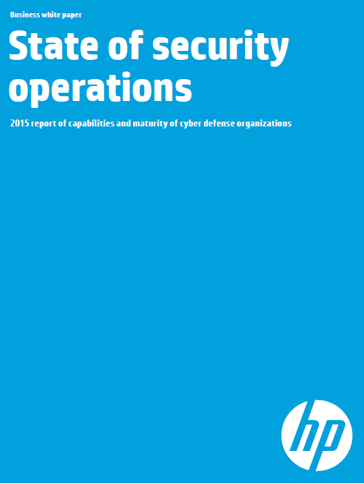 Business white paper
State of security
operations
2015 report of capabilities and maturity of cyber defense organizations
hp